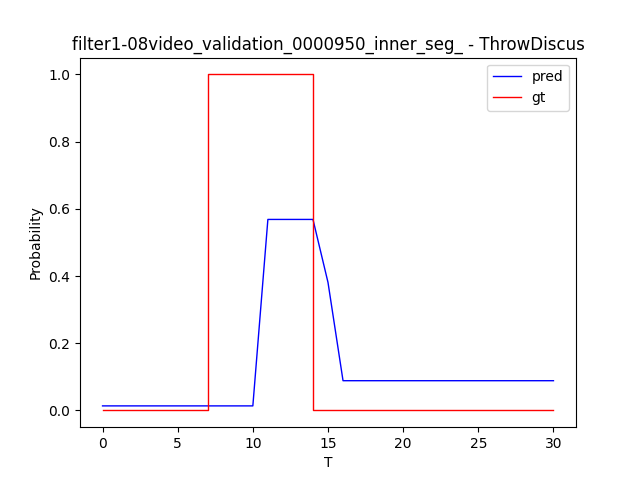 filter1-08video_validation_0000950_inner_seg_ - ThrowDiscus
pred
gt
Probability
1.0
0.8
0.6
0.4
0.2
0.0
0 5 10 15 20 25 30
T